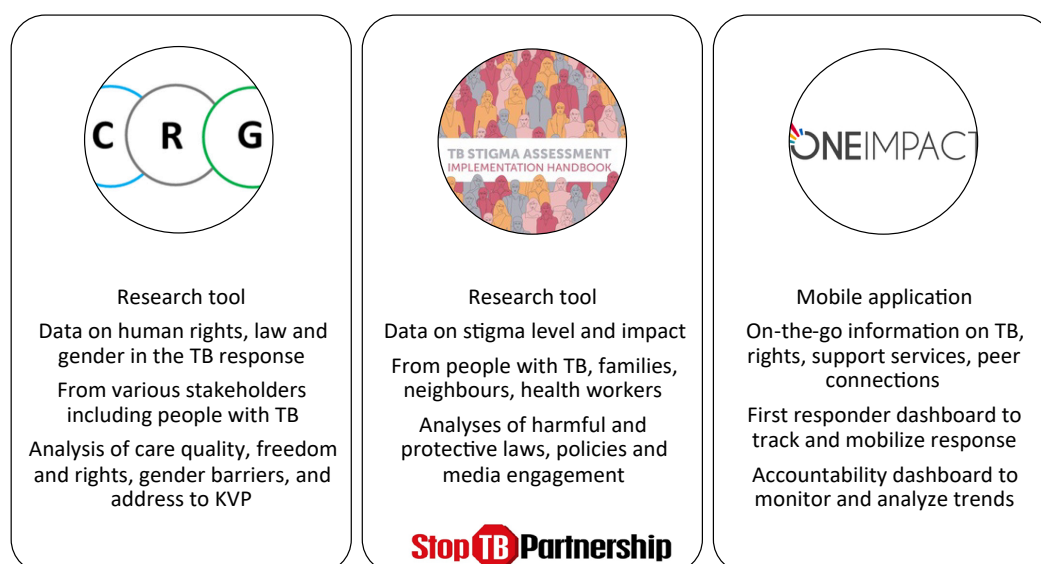 C R G
Research tool
Data on human rights, law and
gender in the TB response
From various stakeholders
including people with TB
Analysis of care quality, freedom
and rights, gender barriers, and
address to KVP
TB STIGMA ASSESSMENT
IMPLEMENTATION HANDBOOK
Research tool
Data on stigma level and impact
From people with TB, families,
neighbours, health workers
Analyses of harmful and
protective laws, policies and
media engagement
Stop TB Partnership
ONEIMPACT
Mobile application
On-the-go information on TB,
rights, support services, peer
connections
First responder dashboard to
track and mobilize response
Accountability dashboard to
monitor and analyze trends